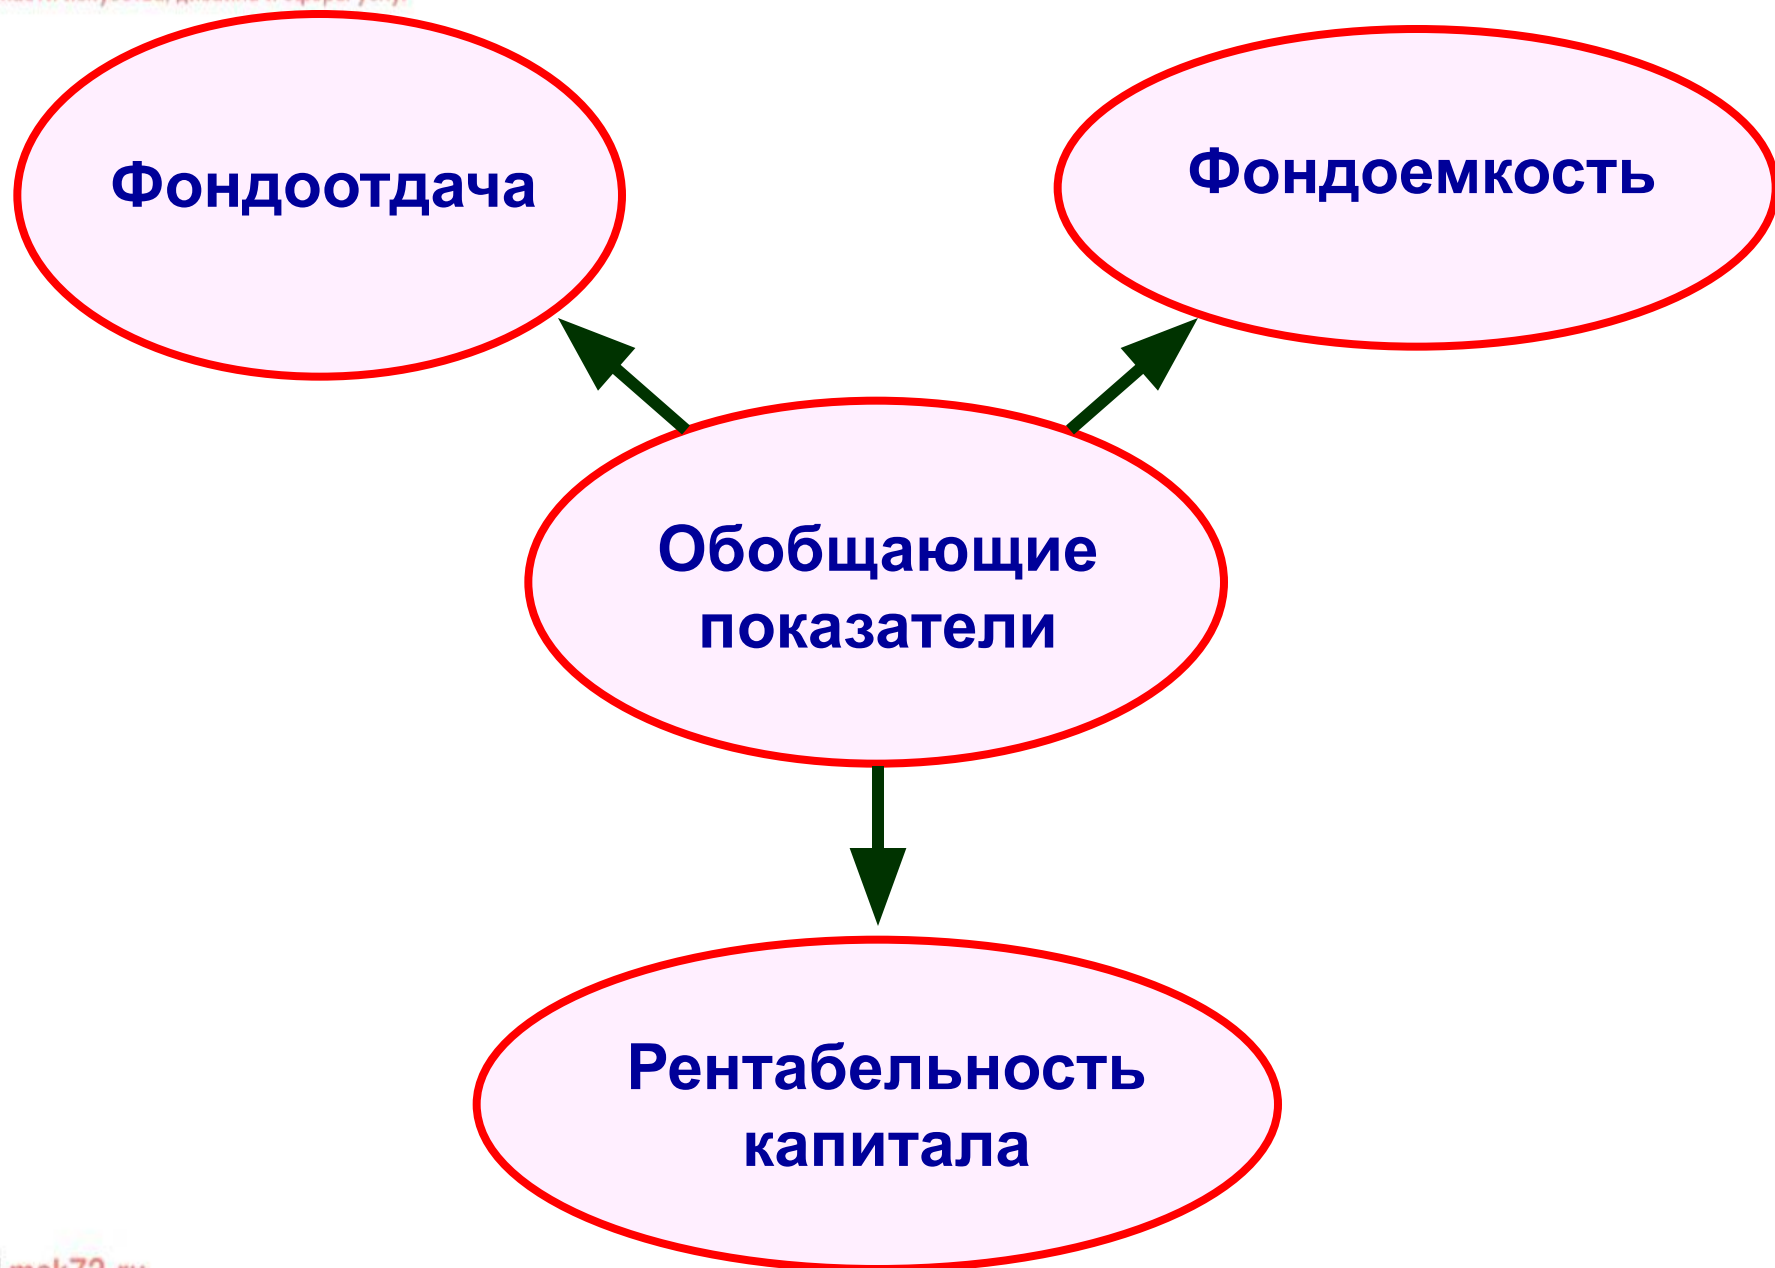 Фондоотдача
Фондоемкость
Обобщающие
показатели
Рентабельность
капитала